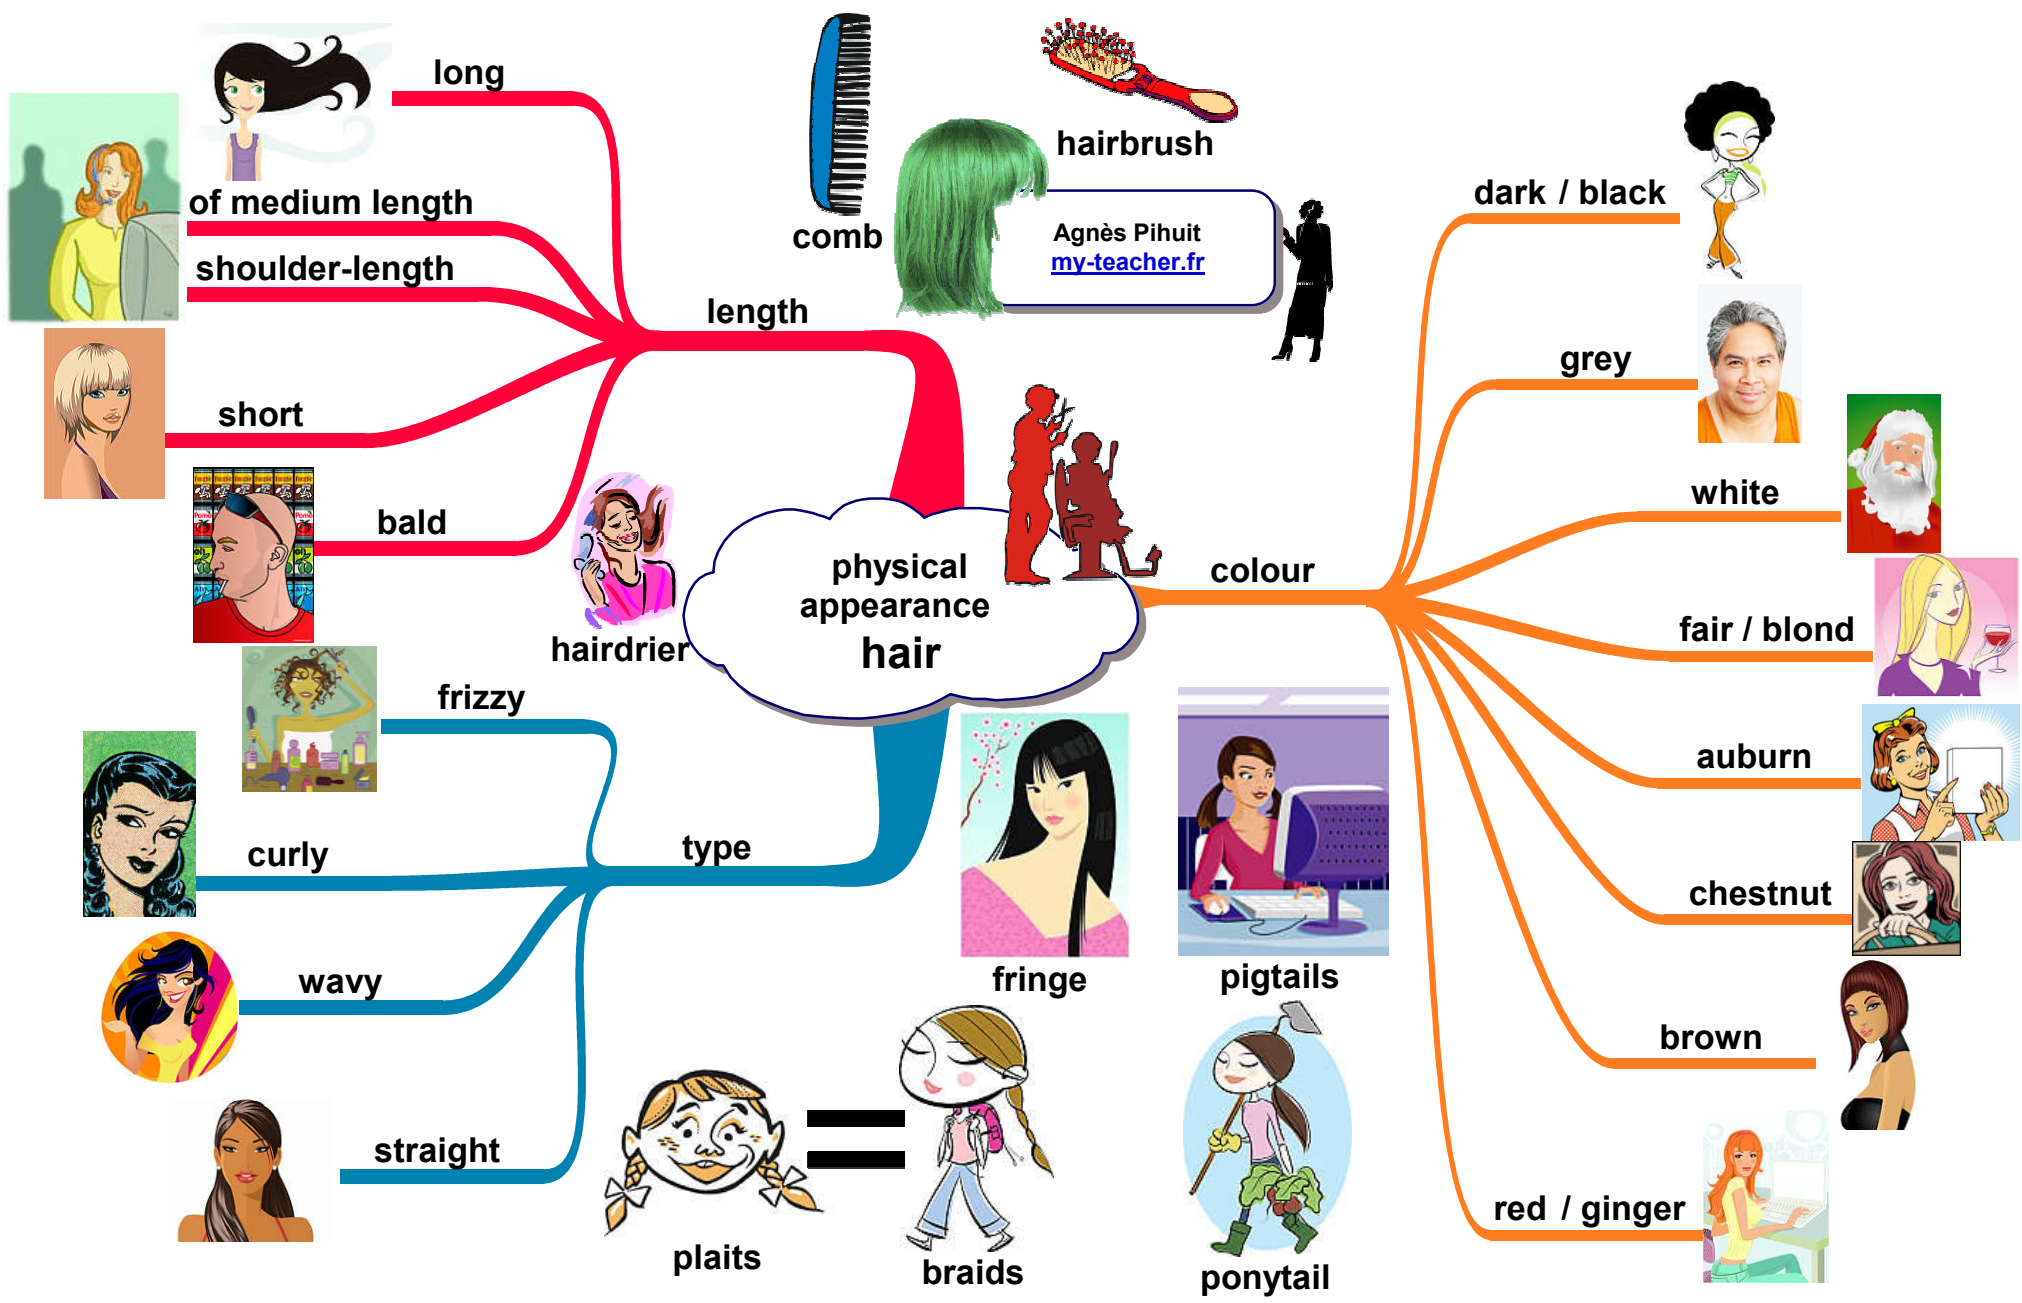 long
of medium length
shoulder-length
short
bald
length
comb
hairbrush
Agnès Pihuit
my-teacher.fr
hairdrier
physical
appearance
hair
colour
dark / black
grey
white
fair / blond
auburn
chestnut
brown
red / ginger
type
frizzy
curly
wavy
straight
fringe
pigtails
plaits
braids
ponytail